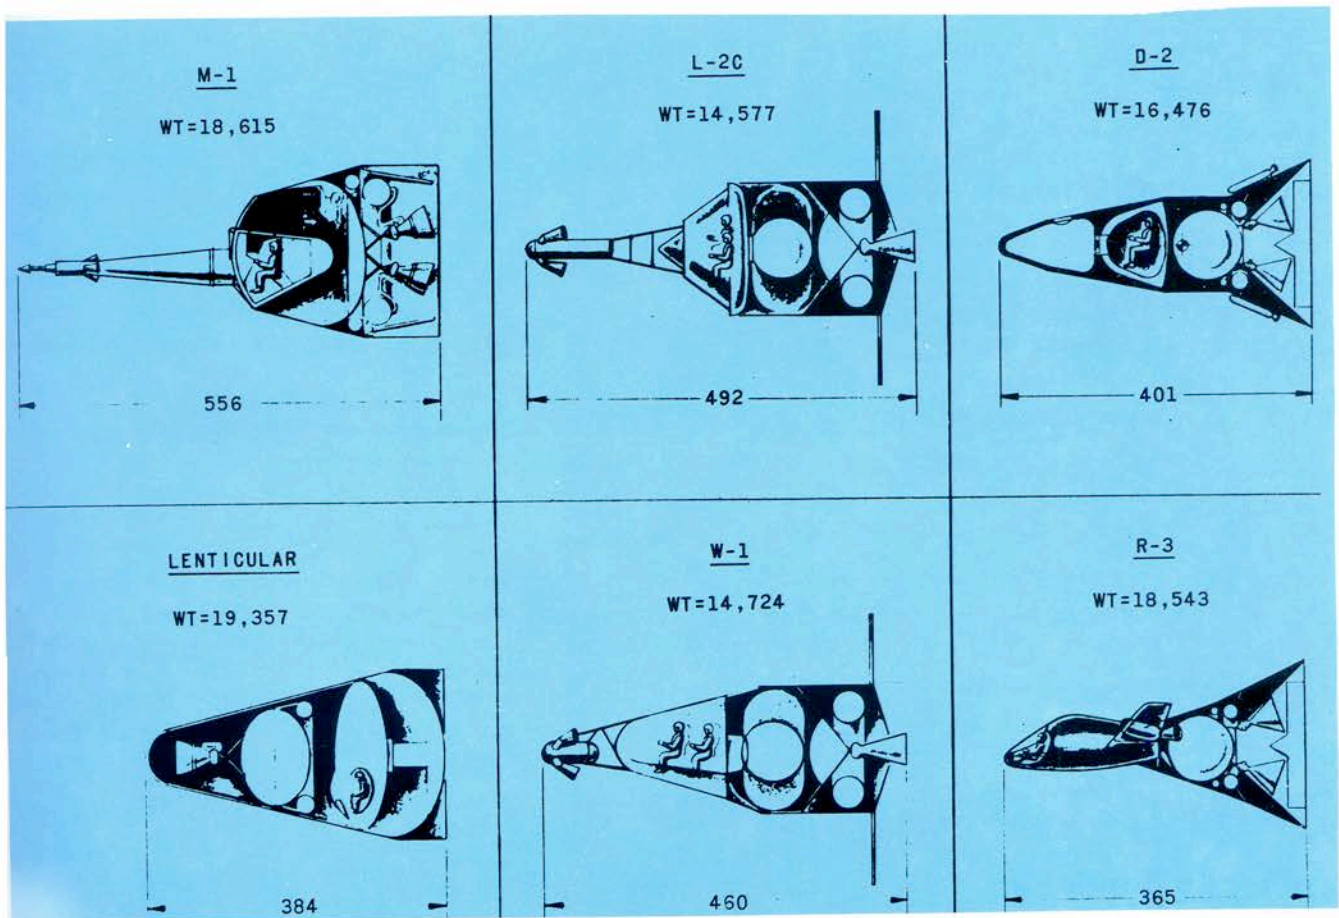 M-1
WT=18,615
556
L-2C
WT=14,577
492
D-2
WT=16,476
401
LENTICULAR
WT=19,357
384
W-1
WT=14,724
460
R-3
WT=18,543
365